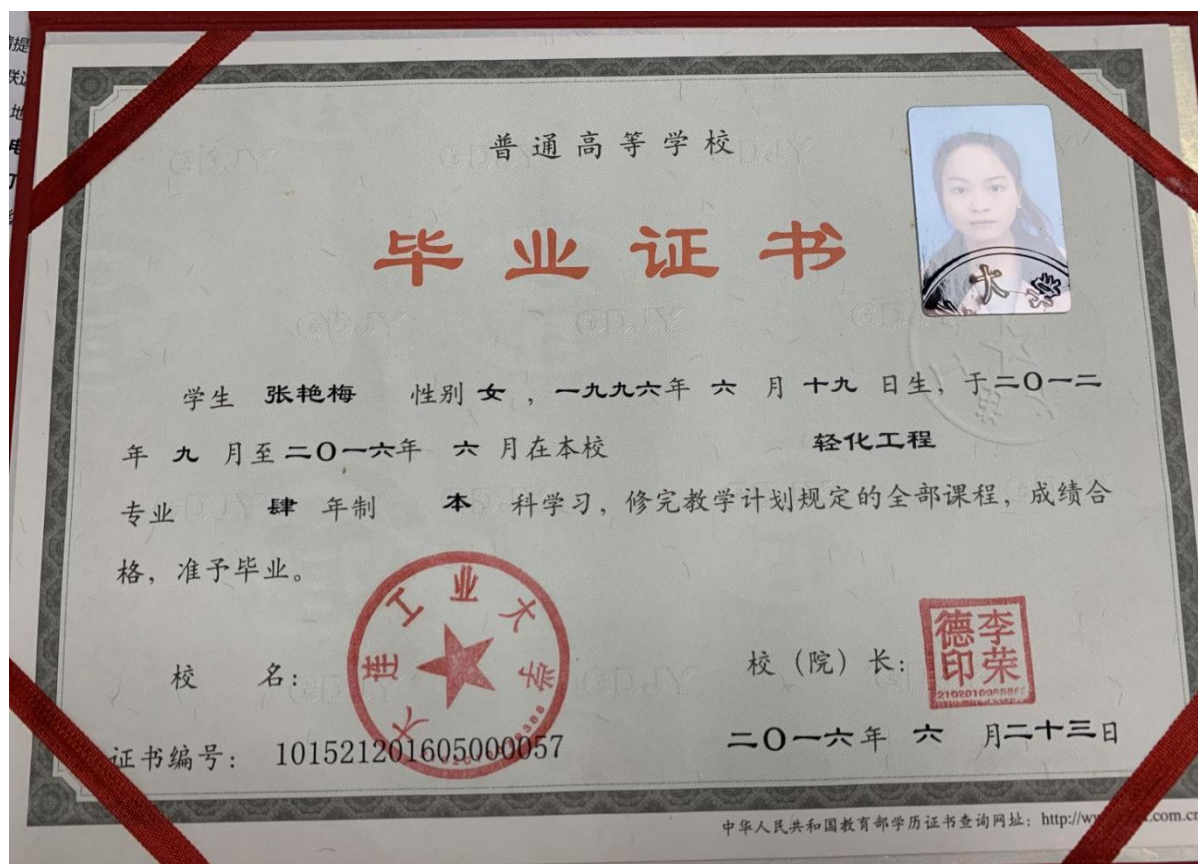 普通高等学校
毕业证书
学生 张艳梅 性别 女 ，一九九六年 六 月 十九 日生，于二〇一二
年 九 月至二〇一六年 六 月在本校 轻化工程
专业 肆 年制 本 科学习，修完教学计划规定的全部课程，成绩合
格，准予毕业。
大连工业大学
校 名：
校（院）长：
李荣德印
证书编号： 101521201605000057
二〇一六年 六 月二十三日
中华人民共和国教育部学历证书查询网址：http://w
.com.cn
大学